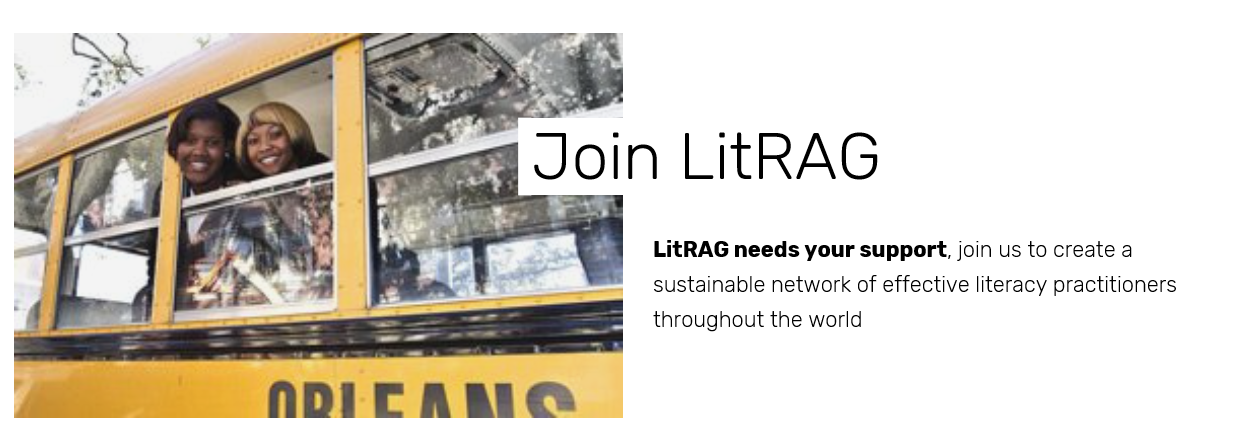 Join LitRAG
LitRAG needs your support, join us to create a
sustainable network of effective literacy practitioners
throughout the world
ORLEANS